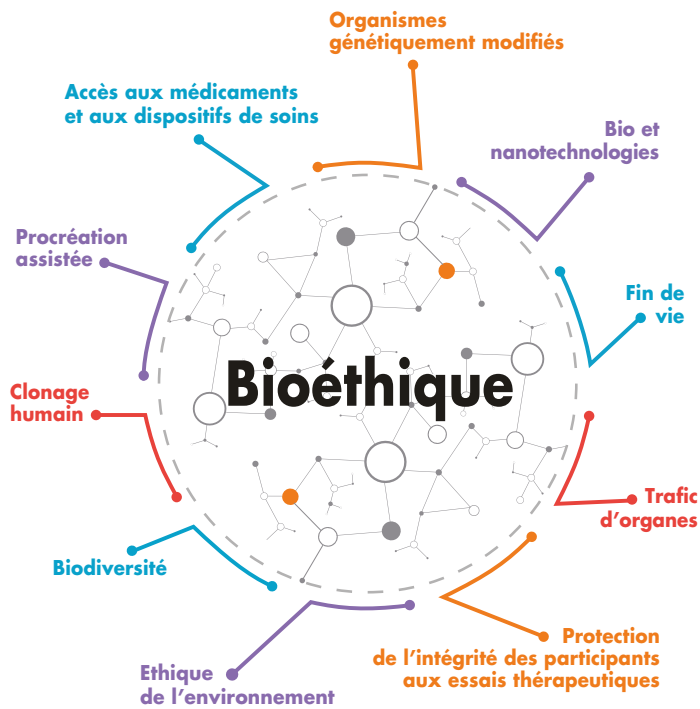 Organismes
génétiquement modifiés
Accès aux médicaments
et aux dispositifs de soins
Bio et
nanotechnologies
Procréation
assistée
Fin de
vie
Bioéthique
Clonage
humain
Trafic
d'organes
Biodiversité
Protection
de l'intégrité des participants
aux essais thérapeutiques
Ethique
de l'environnement